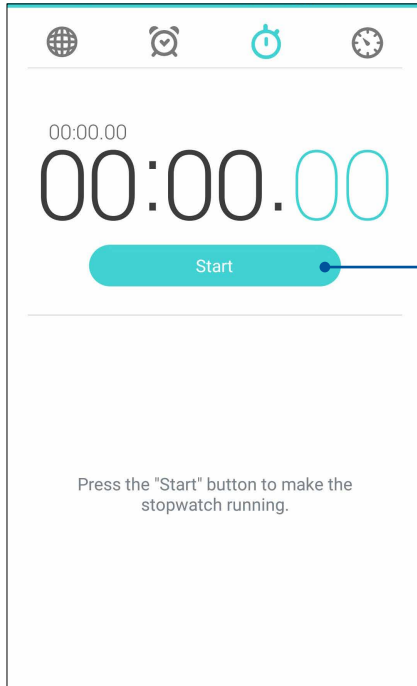 00:00.00
00:00.00
Start
Press the "Start" button to make the
stopwatch running.